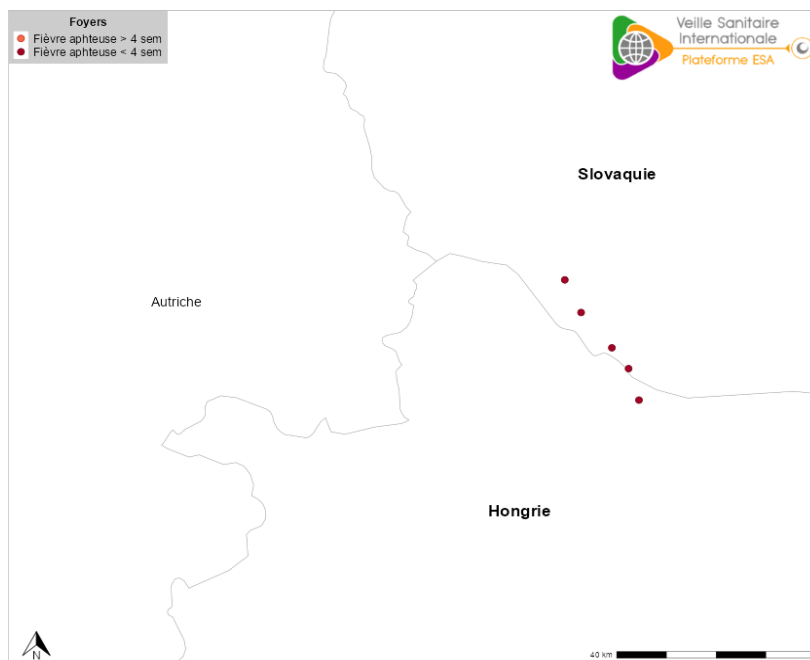 Foyers
Fièvre aphteuse > 4 sem
Fièvre aphteuse < 4 sem
Veille Sanitaire
Internationale
Plateforme ESA
Slovaquie
Autriche
Hongrie
N
40 km